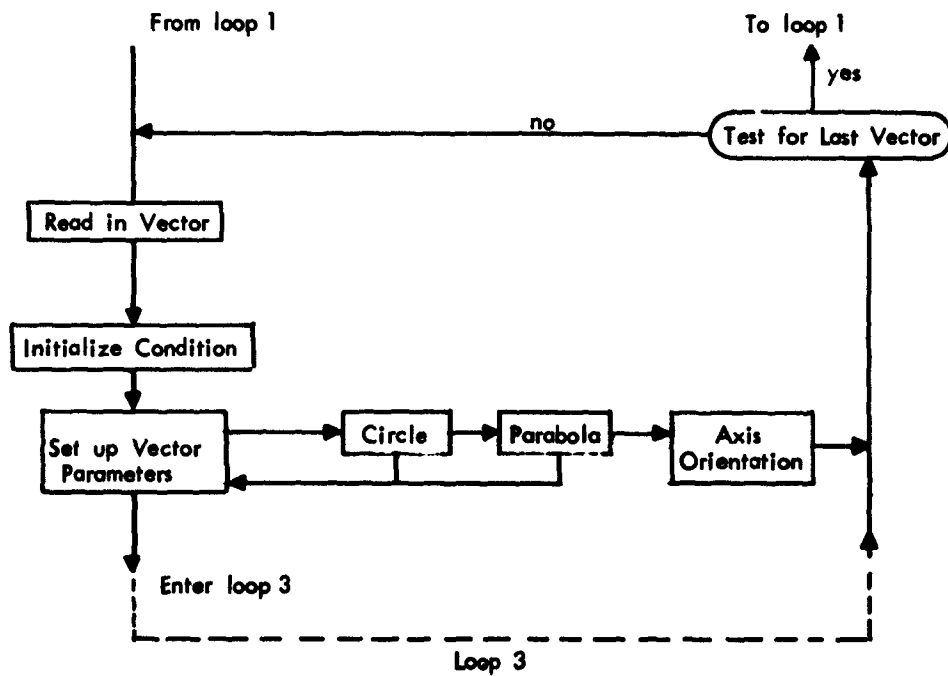 From loop 1
To loop 1
yes
no
Test for Last Vector
Read in Vector
Initialize Condition
Set up Vector
Parameters
Circle
Parabola
Axis
Orientation
Enter loop 3
Loop 3